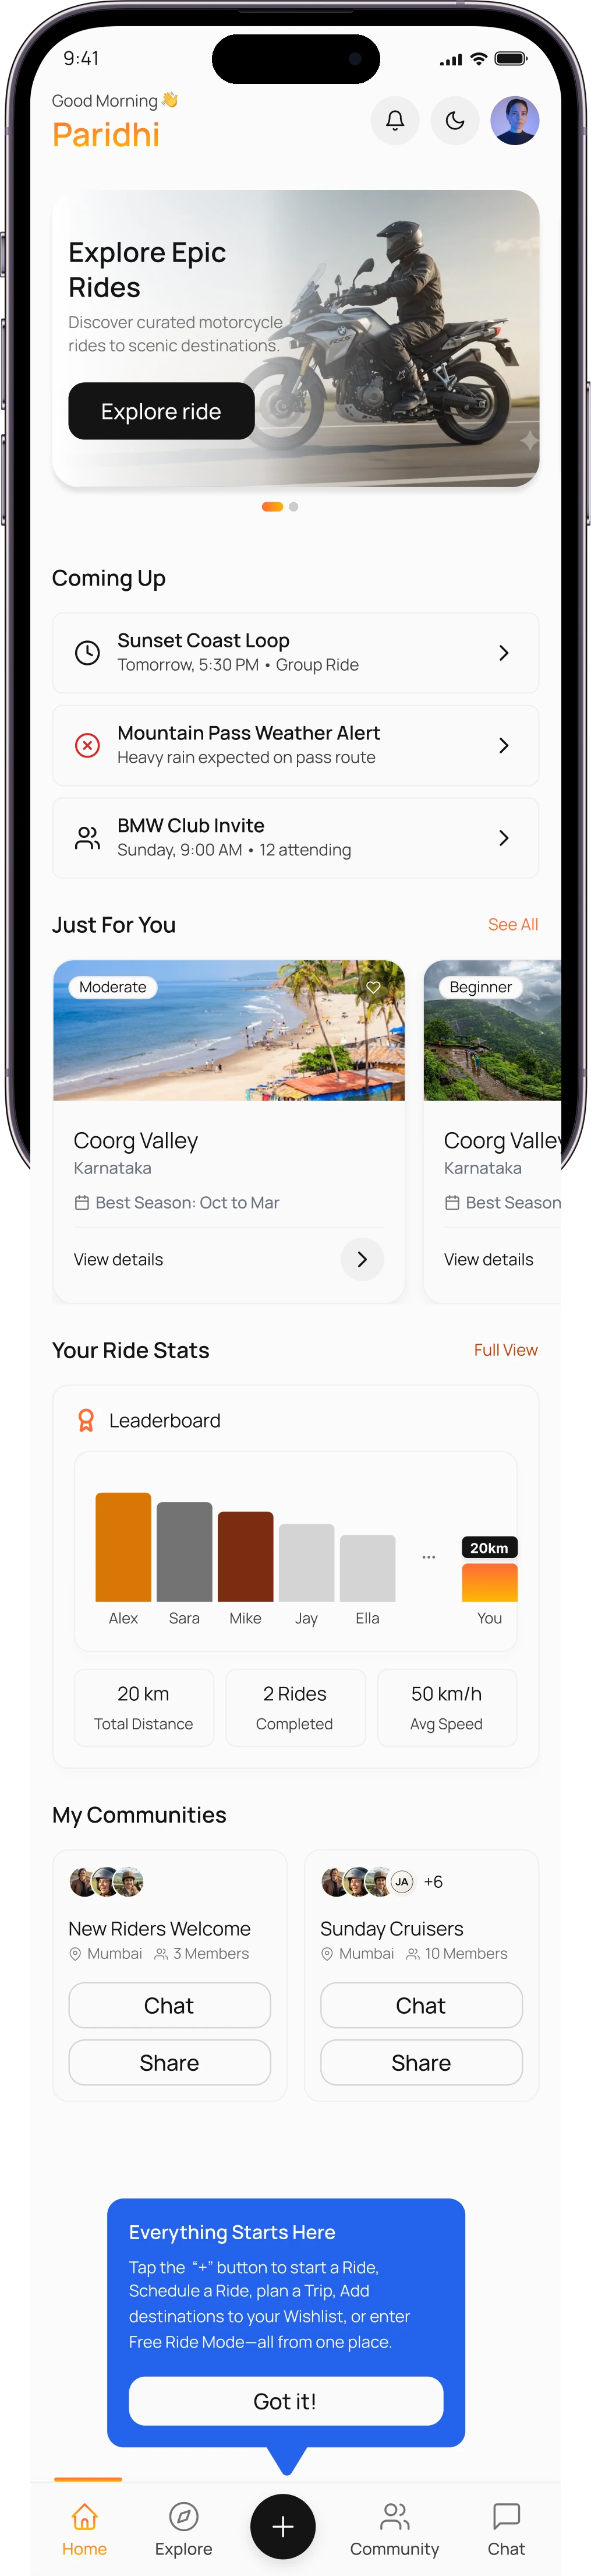 9:41
Good Morning 👋
Paridhi
Explore Epic
Rides
Discover curated motorcycle
rides to scenic destinations.
Explore ride
Coming Up
Sunset Coast Loop
Tomorrow, 5:30 PM • Group Ride
Mountain Pass Weather Alert
Heavy rain expected on pass route
BMW Club Invite
Sunday, 9:00 AM • 12 attending
Just For You
See All
Moderate
Beginner
Coorg Valley
Karnataka
Best Season: Oct to Mar
View details
Coorg Valley
Karnataka
Best Season
View details
Your Ride Stats
Full View
Leaderboard
20km
Alex
Sara
Mike
Jay
Ella
...
You
20 km
Total Distance
2 Rides
Completed
50 km/h
Avg Speed
My Communities
New Riders Welcome
Mumbai 3 Members
Chat
Share
JA +6
Sunday Cruisers
Mumbai 10 Members
Chat
Share
Everything Starts Here
Tap the “+” button to start a Ride,
Schedule a Ride, plan a Trip, Add
destinations to your Wishlist, or enter
Free Ride Mode—all from one place.
Got it!
Home
Explore
+
Community
Chat